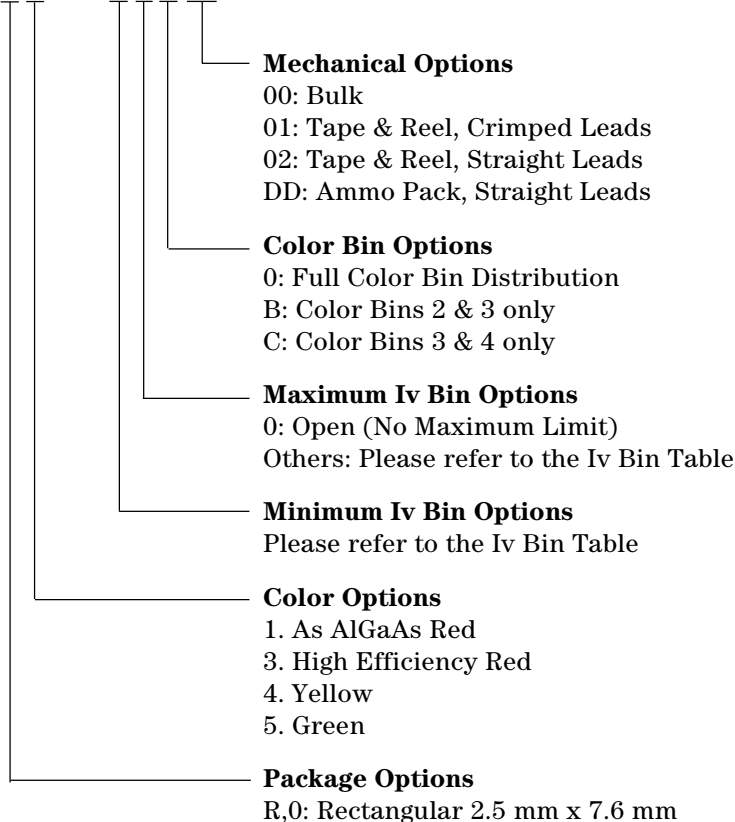 Mechanical Options
00: Bulk
01: Tape & Reel, Crimped Leads
02: Tape & Reel, Straight Leads
DD: Ammo Pack, Straight Leads
Color Bin Options
0: Full Color Bin Distribution
B: Color Bins 2 & 3 only
C: Color Bins 3 & 4 only
Maximum Iv Bin Options
0: Open (No Maximum Limit)
Others: Please refer to the Iv Bin Table
Minimum Iv Bin Options
Please refer to the Iv Bin Table
Color Options
1. As AlGaAs Red
3. High Efficiency Red
4. Yellow
5. Green
Package Options
R,0: Rectangular 2.5 mm x 7.6 mm